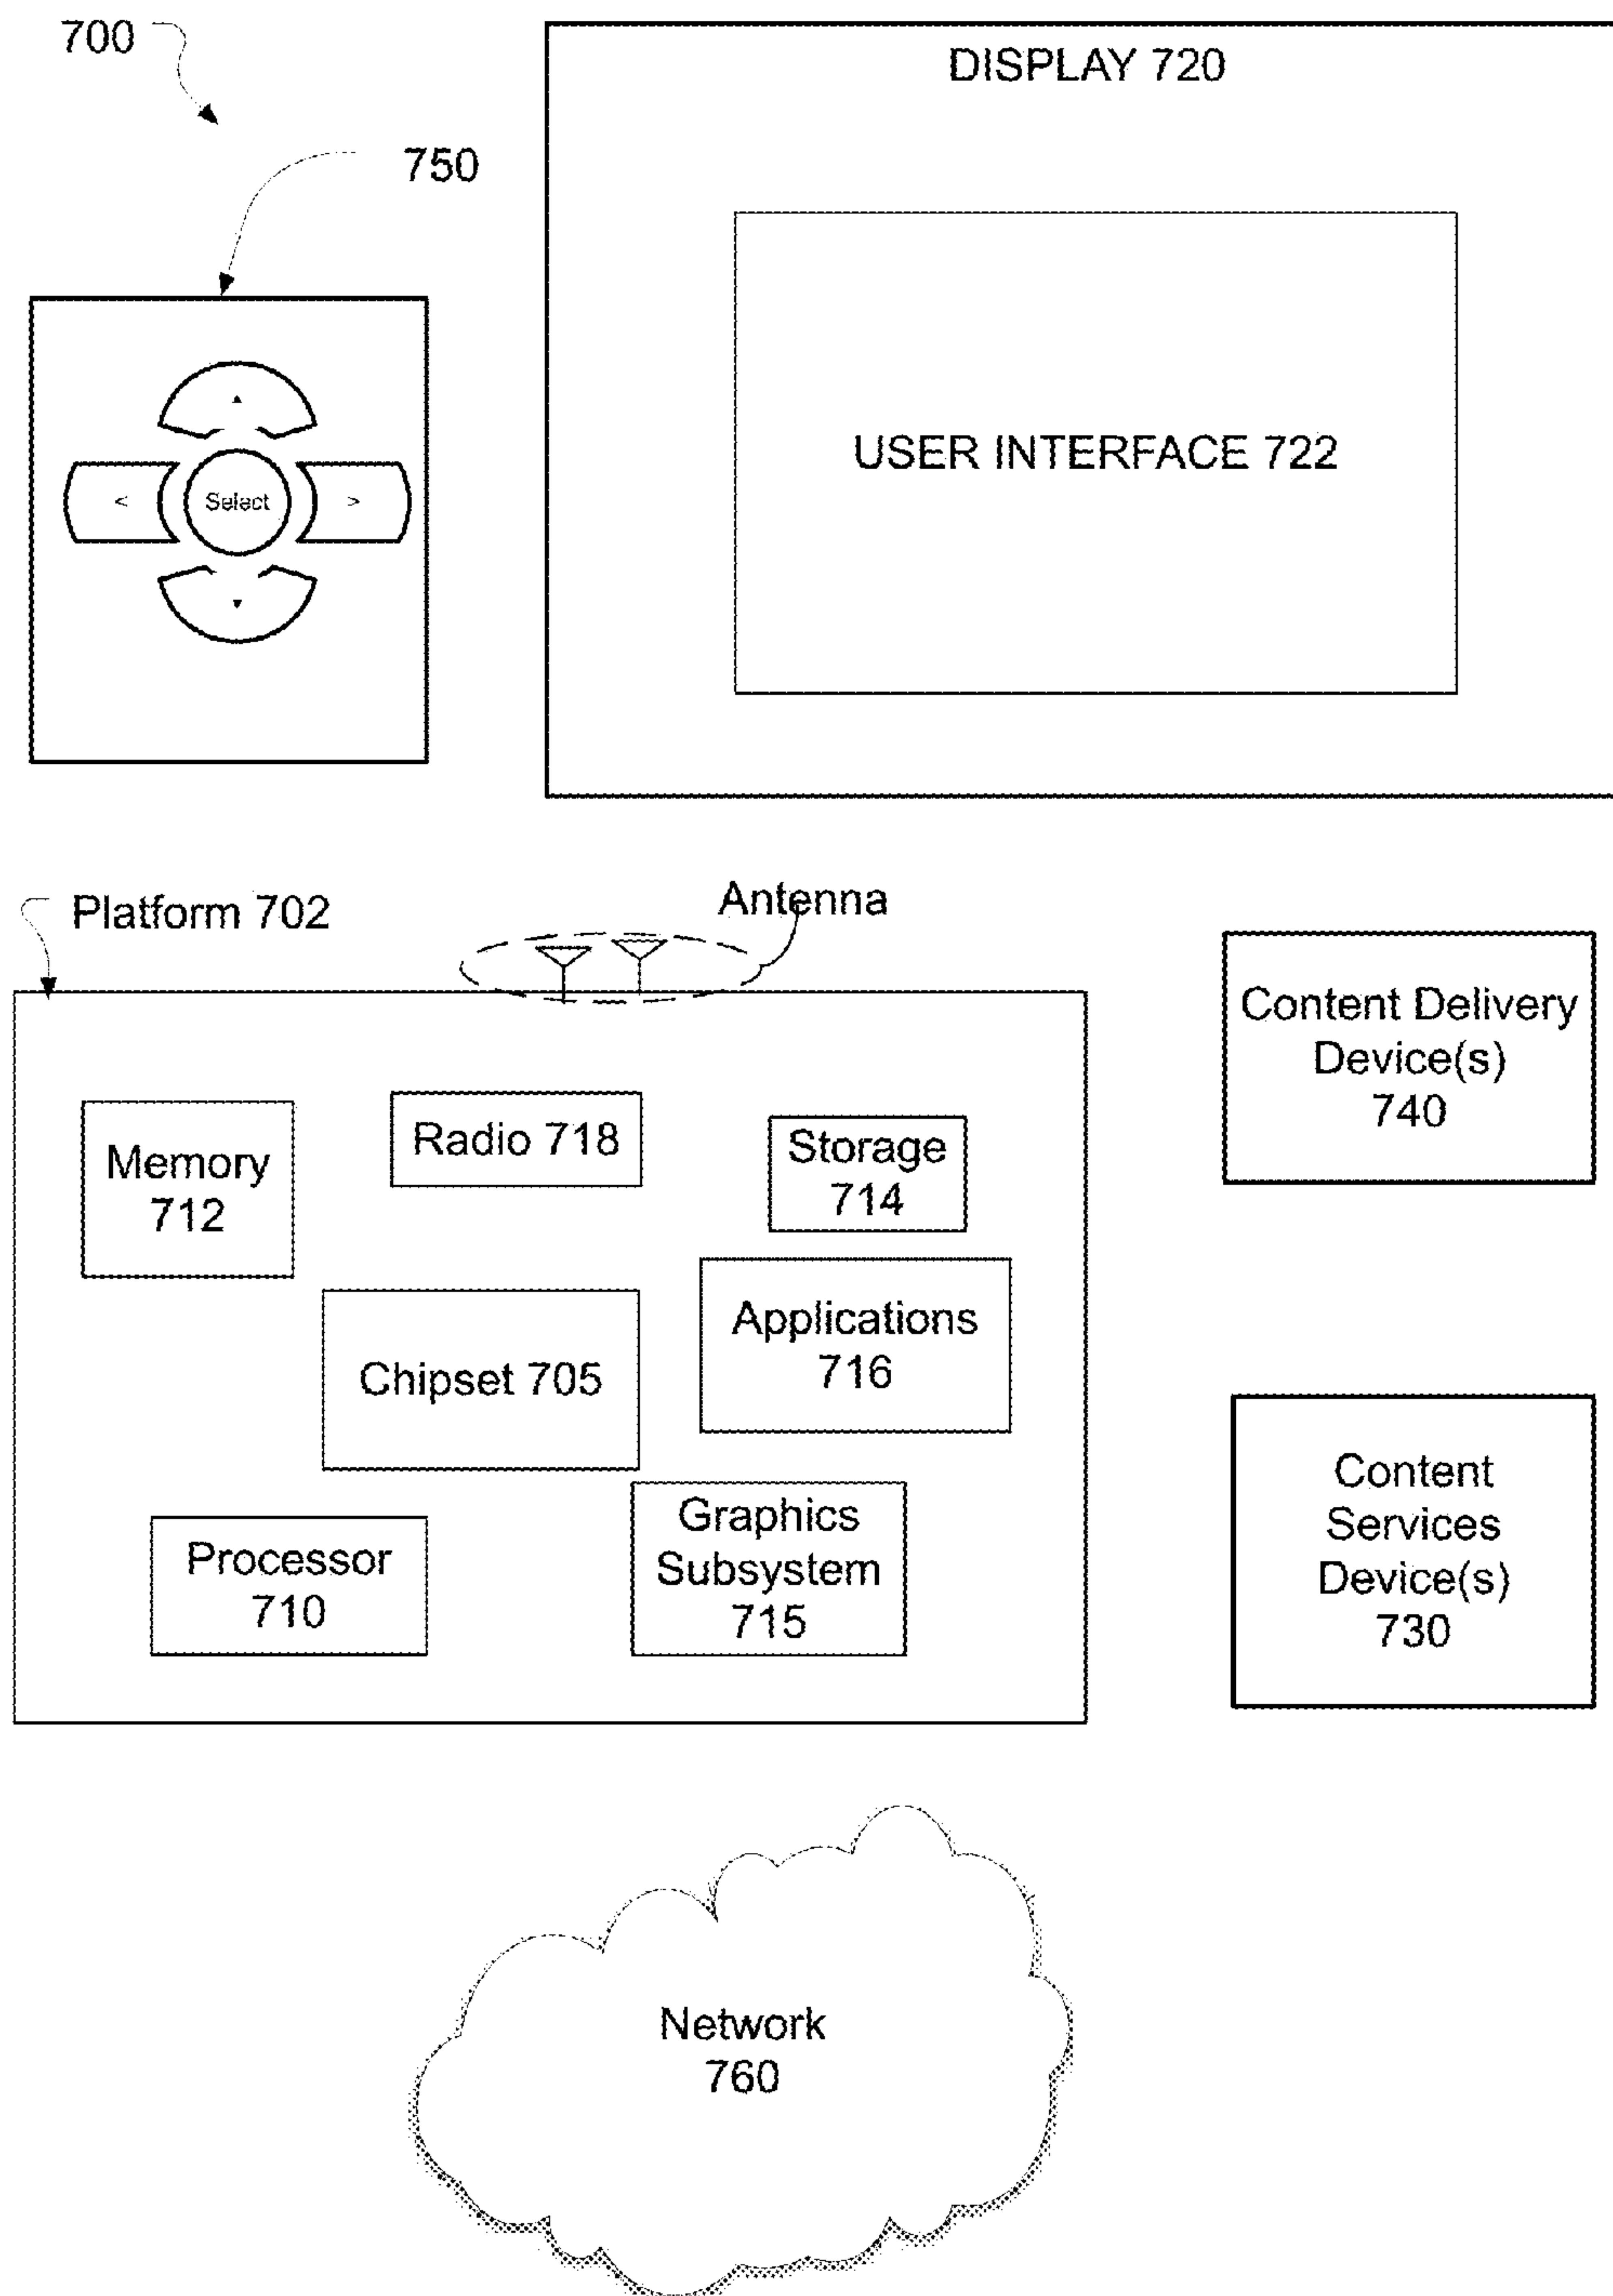 700
DISPLAY 720
750
USER INTERFACE 722
▲
< Select >
▼
Platform 702
Antenna
Content Delivery
Device(s)
740
Memory
712
Radio 718
Storage
714
Chipset 705
Applications
716
Processor
710
Graphics
Subsystem
715
Content
Services
Device(s)
730
Network
760